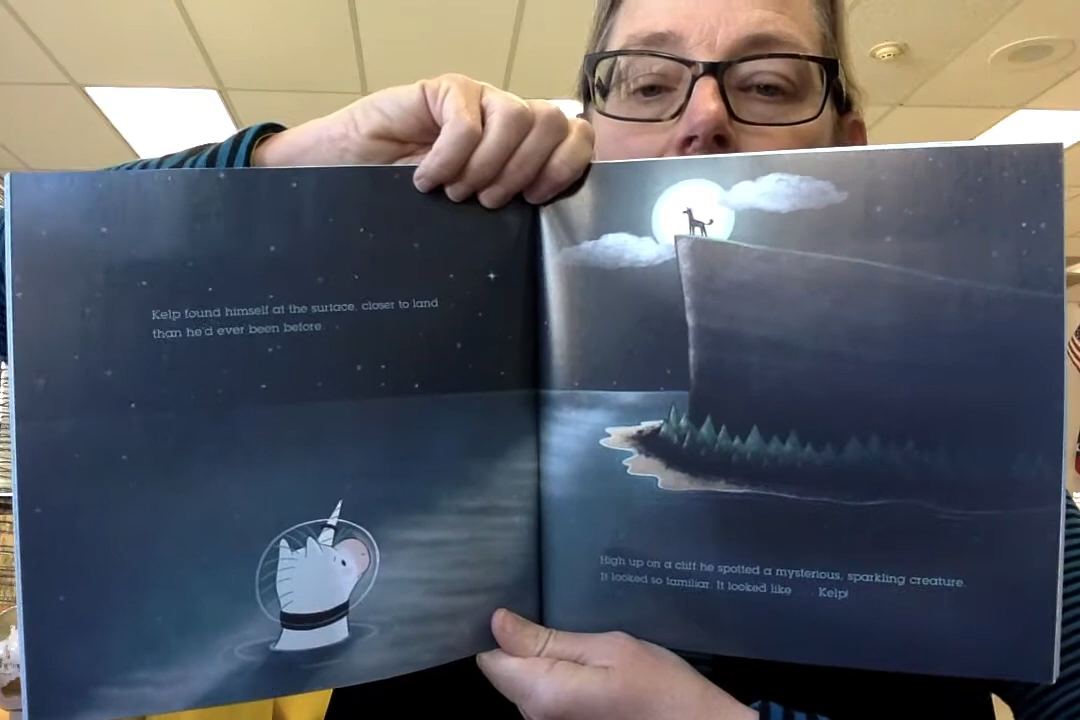 Kelp found himself at the surface, closer to land
than he'd ever been before.
High up on a cliff he spotted a mysterious, sparkling creature.
It looked so familiar. It looked like . . . Kelp!